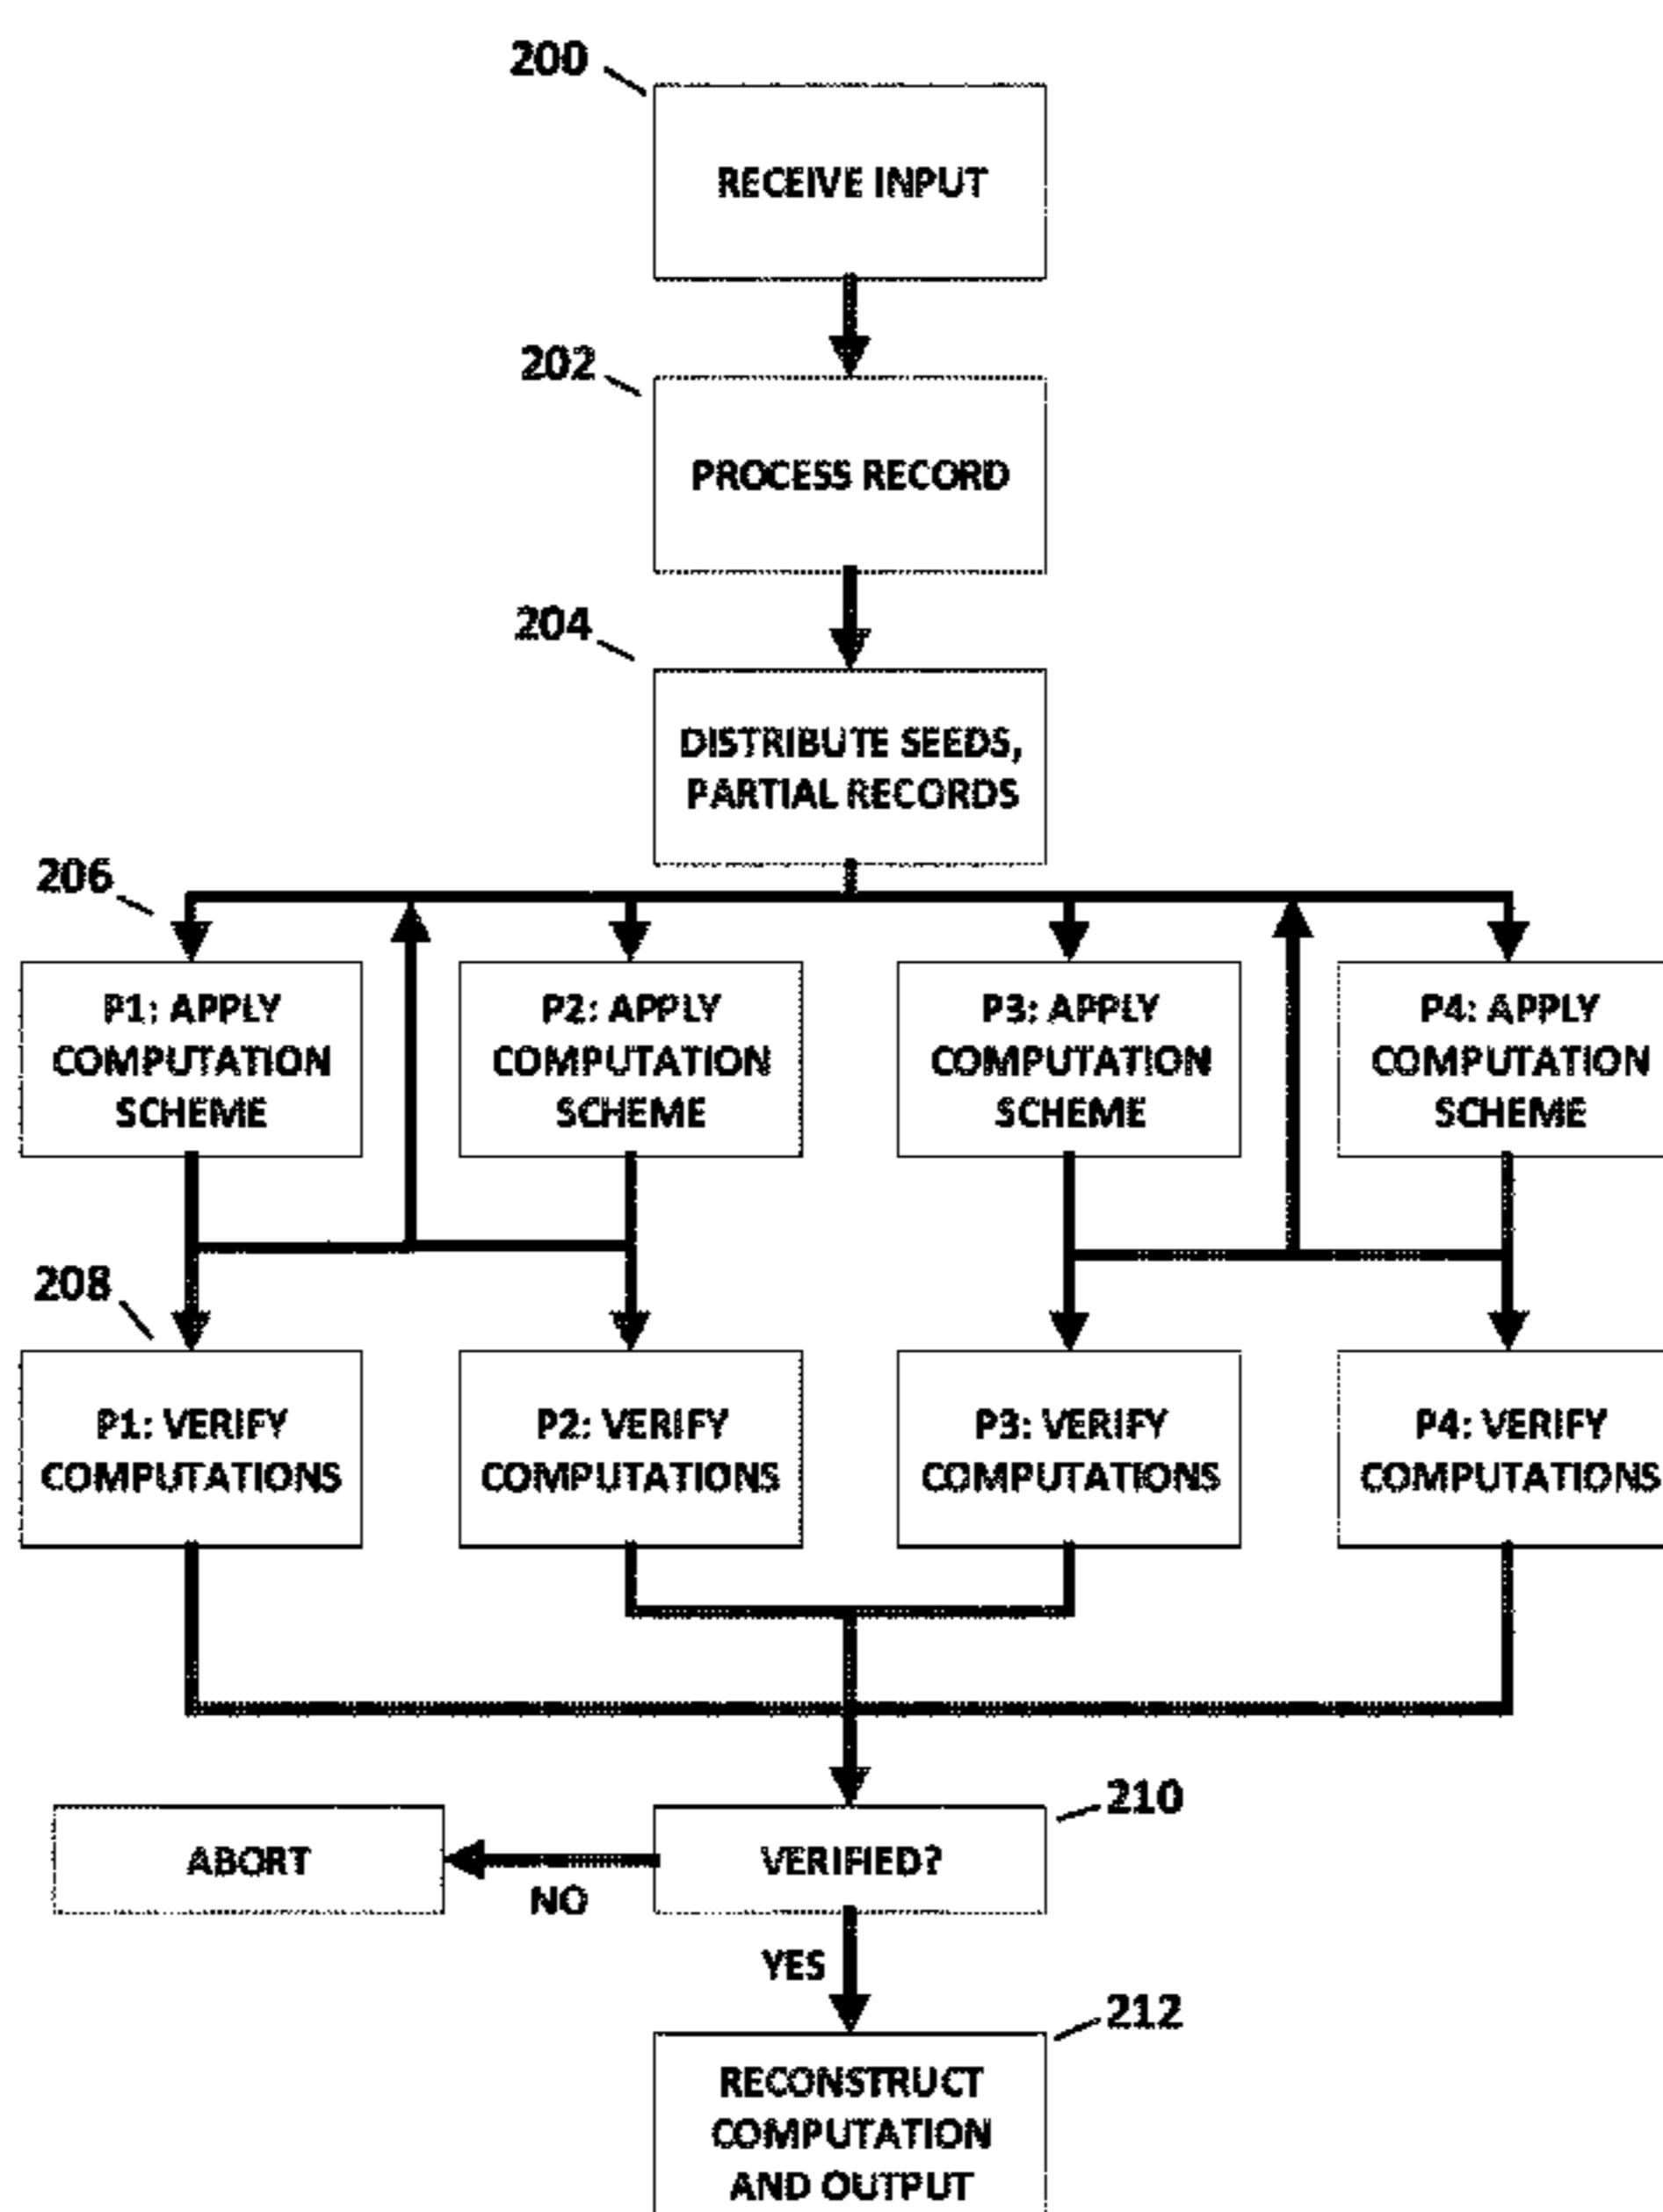 200
RECEIVE INPUT
202
PROCESS RECORD
204
DISTRIBUTE SEEDS,
PARTIAL RECORDS
206
P1: APPLY
COMPUTATION
SCHEME
P2: APPLY
COMPUTATION
SCHEME
P3: APPLY
COMPUTATION
SCHEME
P4: APPLY
COMPUTATION
SCHEME
208
P1: VERIFY
COMPUTATIONS
P2: VERIFY
COMPUTATIONS
P3: VERIFY
COMPUTATIONS
P4: VERIFY
COMPUTATIONS
210
ABORT
NO
VERIFIED?
YES
212
RECONSTRUCT
COMPUTATION
AND OUTPUT